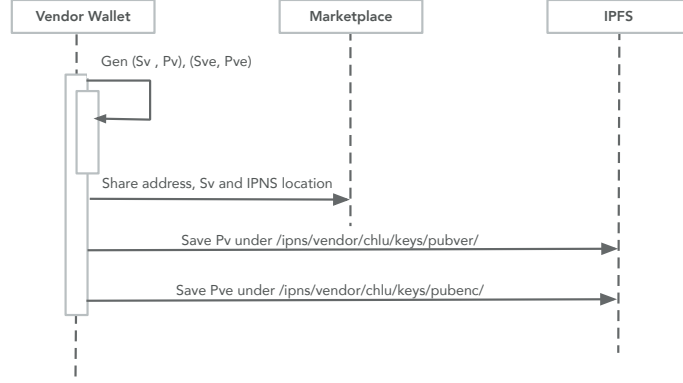 Vendor Wallet
Marketplace
IPFS
Gen (Sv , Pv), (Sve, Pve)
Share address, Sv and IPNS location
Save Pv under /ipns/vendor/chlu/keys/pubver/
Save Pve under /ipns/vendor/chlu/keys/pubenc/